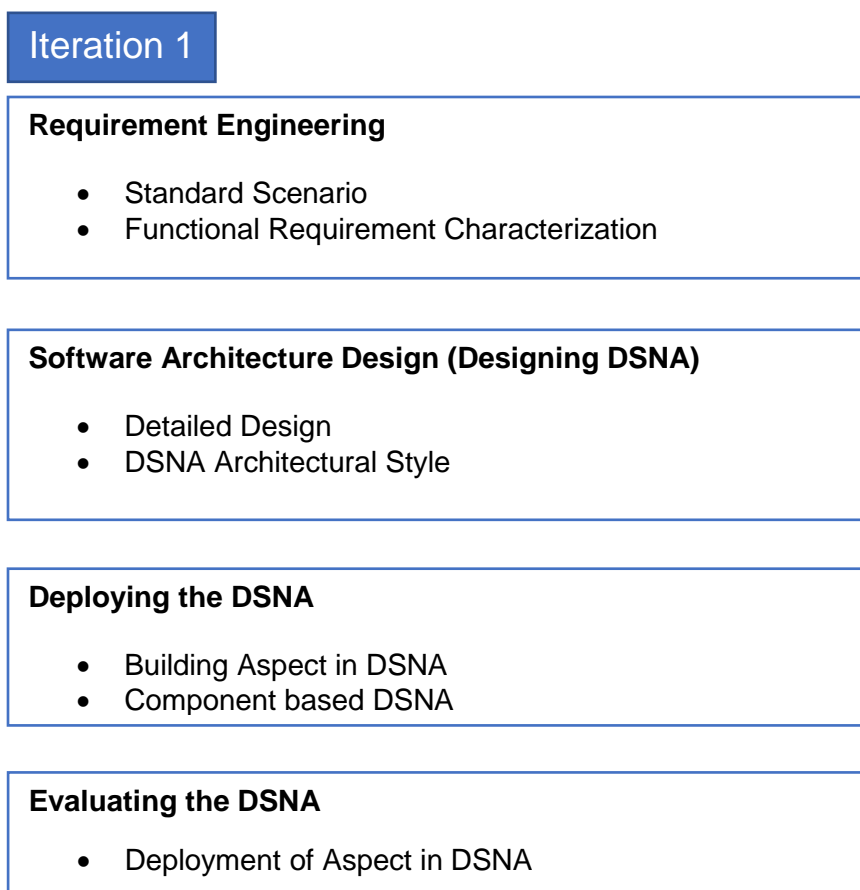 Iteration 1
Requirement Engineering
• Standard Scenario
• Functional Requirement Characterization
Software Architecture Design (Designing DSNA)
• Detailed Design
• DSNA Architectural Style
Deploying the DSNA
• Building Aspect in DSNA
• Component based DSNA
Evaluating the DSNA
• Deployment of Aspect in DSNA